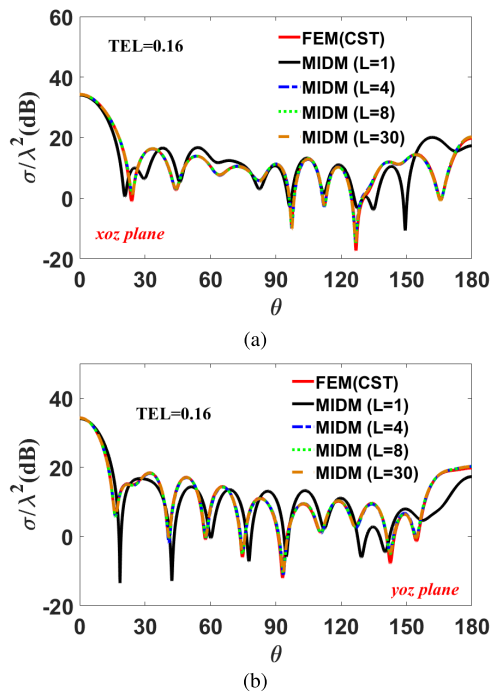 60
40
20
0
-20
σ/λ²(dB)
TEL=0.16
FEM(CST)
MIDM (L=1)
MIDM (L=4)
MIDM (L=8)
MIDM (L=30)
xoz plane
0 30 60 90 120 150 180
θ
(a)
40
20
0
-20
σ/λ²(dB)
TEL=0.16
FEM(CST)
MIDM (L=1)
MIDM (L=4)
MIDM (L=8)
MIDM (L=30)
yoz plane
0 30 60 90 120 150 180
θ
(b)